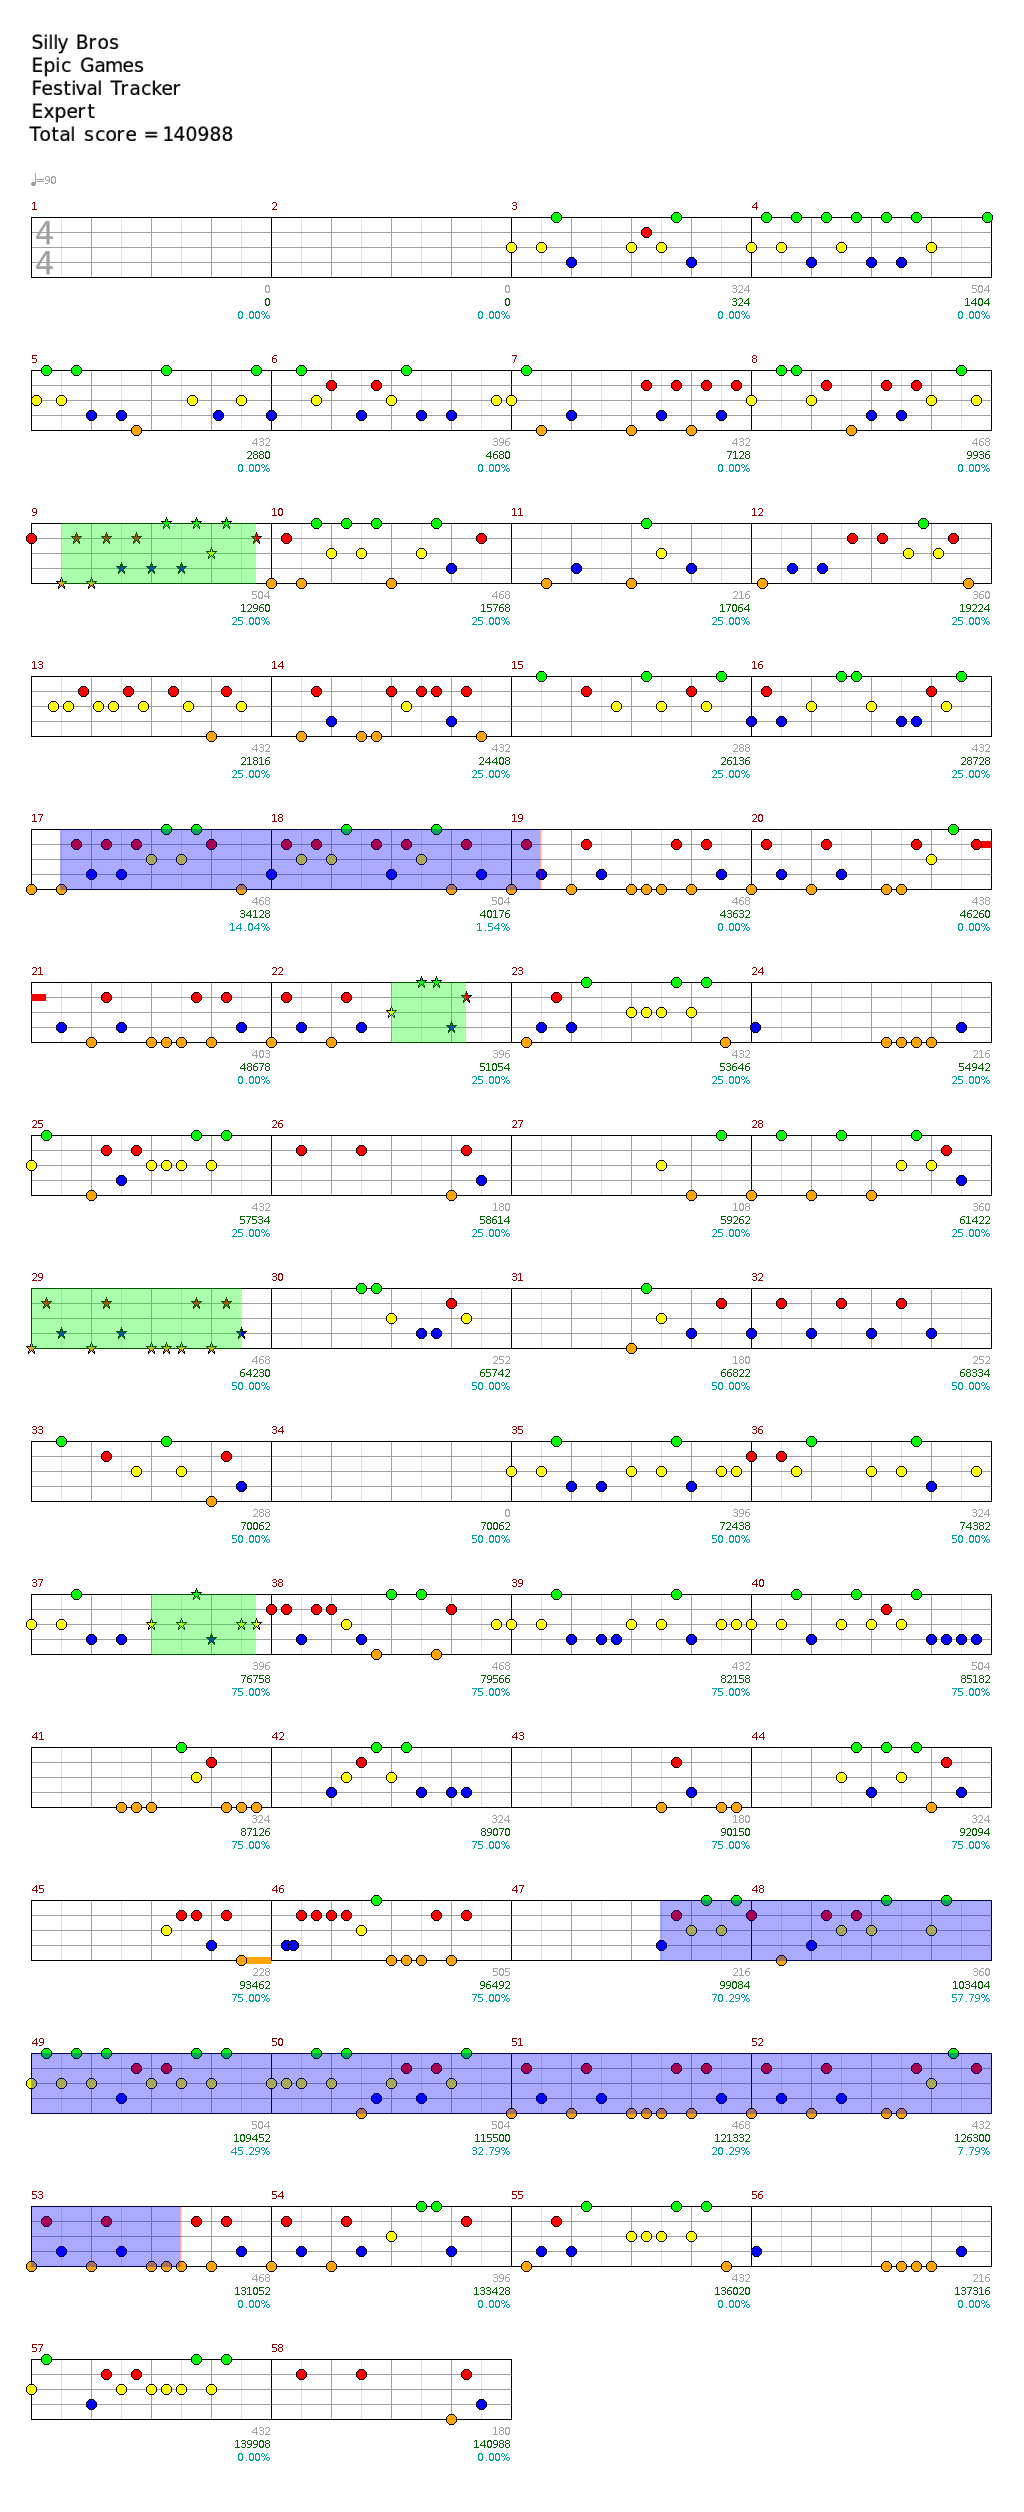 Silly Bros
Epic Games
Festival Tracker
Expert
Total score = 140988
♩=90
1 2 3 4
4
4
0 0 324 504
0 0 324 1404
0.00% 0.00% 0.00% 0.00%
5 6 7 8
432 396 432 468
2880 4680 7128 9936
0.00% 0.00% 0.00% 0.00%
9 10 11 12
504 468 216 360
12960 15768 17064 19224
25.00% 25.00% 25.00% 25.00%
13 14 15 16
432 432 288 432
21816 24408 26136 28728
25.00% 25.00% 25.00% 25.00%
17 18 19 20
468 504 468 438
34128 40176 43632 46260
14.04% 1.54% 0.00% 0.00%
21 22 23 24
403 396 432 216
48678 51054 53646 54942
0.00% 25.00% 25.00% 25.00%
25 26 27 28
432 180 108 360
57534 58614 59262 61422
25.00% 25.00% 25.00% 25.00%
29 30 31 32
468 252 180 252
64230 65742 66822 68334
50.00% 50.00% 50.00% 50.00%
33 34 35 36
288 0 396 324
70062 70062 72438 74382
50.00% 50.00% 50.00% 50.00%
37 38 39 40
396 468 432 504
76758 79566 82158 85182
75.00% 75.00% 75.00% 75.00%
41 42 43 44
324 324 180 324
87126 89070 90150 92094
75.00% 75.00% 75.00% 75.00%
45 46 47 48
228 505 216 360
93462 96492 99084 103404
75.00% 75.00% 70.29% 57.79%
49 50 51 52
504 504 468 432
109452 115500 121332 126300
45.29% 32.79% 20.29% 7.79%
53 54 55 56
468 396 432 216
131052 133428 136020 137316
0.00% 0.00% 0.00% 0.00%
57 58
432 180
139908 140988
0.00% 0.00%